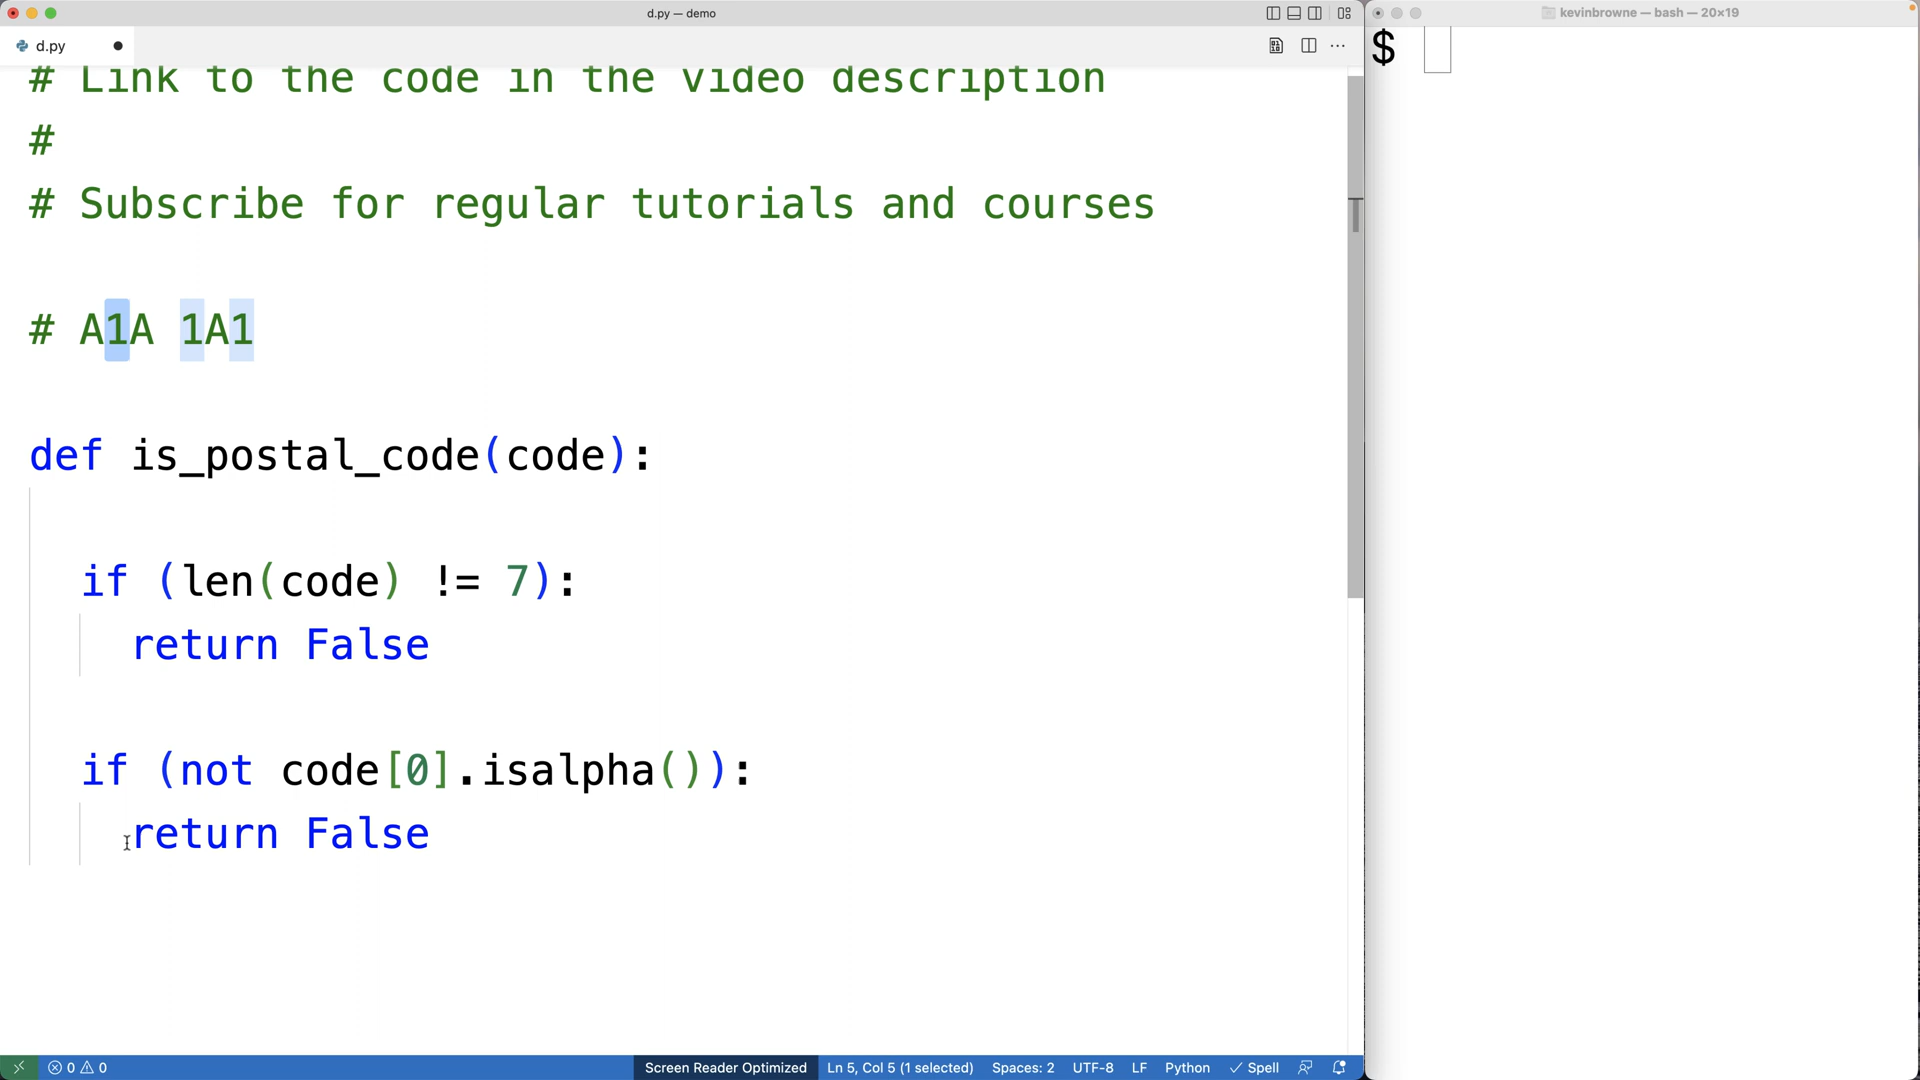 d.py — demo
kevinbrowne — bash — 20×19
d.py
$
# Link to the code in the video description
#
# Subscribe for regular tutorials and courses
# A1A 1A1
def is_postal_code(code):
if (len(code) != 7):
return False
if (not code[0].isalpha()):
return False
0 0
Screen Reader Optimized
Ln 5, Col 5 (1 selected)
Spaces: 2
UTF-8
LF
Python
Spell